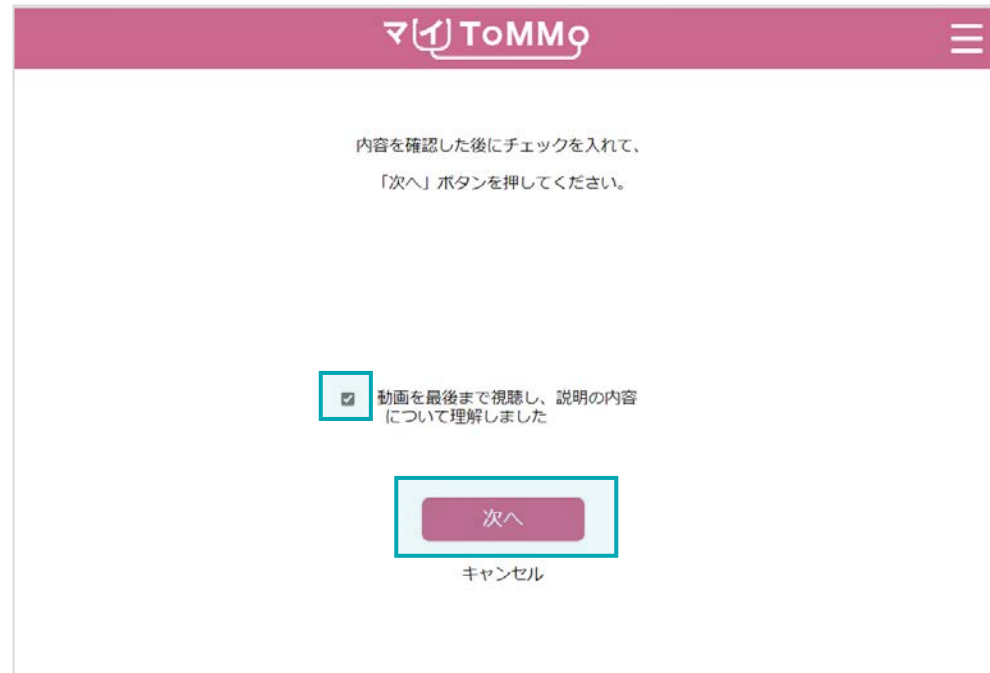 マイToMMo
内容を確認した後にチェックを入れて、
「次へ」ボタンを押してください。
動画を最後まで視聴し、説明の内容
について理解しました
次へ
キャンセル